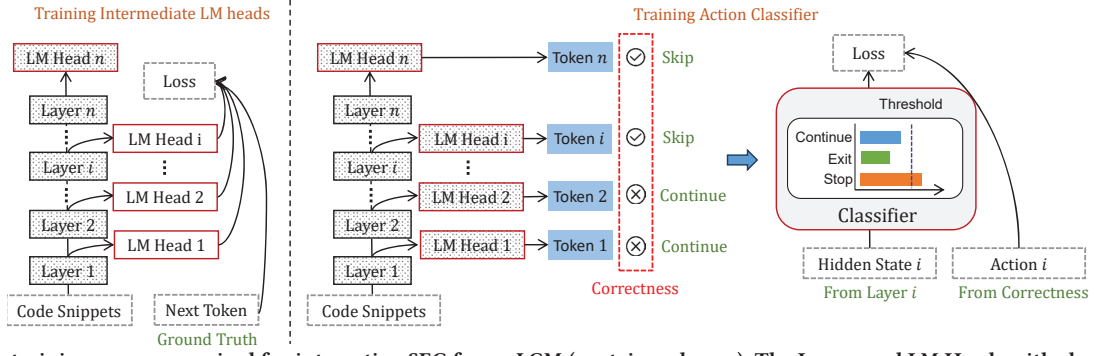 Training Intermediate LM heads
LM Head n
Loss
Layer n
LM Head i
Layer i
LM Head 2
Layer 2
LM Head 1
Layer 1
Code Snippets
Next Token
Ground Truth
Training Action Classifier
LM Head n
Token n
Skip
Layer n
LM Head i
Token i
Skip
Layer i
LM Head 2
Token 2
Continue
Layer 2
LM Head 1
Token 1
Continue
Layer 1
Correctness
Code Snippets
Loss
Threshold
Continue
Exit
Stop
Classifier
Hidden State i
Action i
From Layer i
From Correctness